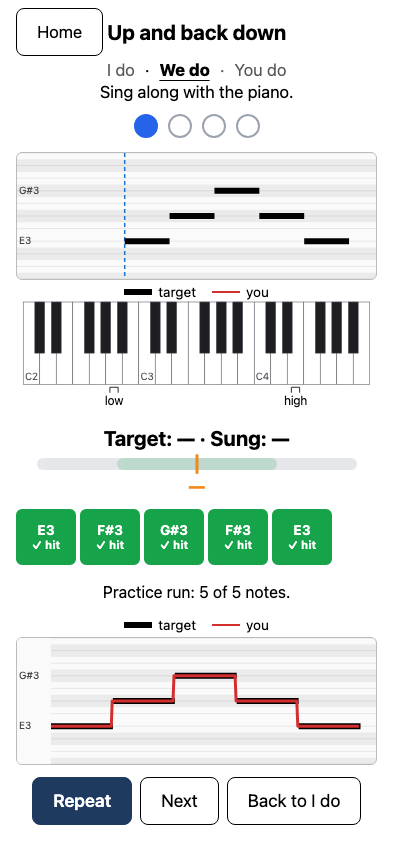 Home
Up and back down
I do · We do · You do
Sing along with the piano.
G#3
E3
target you
C2 C3 C4
low high
Target: — · Sung: —
—
E3 F#3 G#3 F#3 E3
✓ hit ✓ hit ✓ hit ✓ hit ✓ hit
Practice run: 5 of 5 notes.
target you
G#3
E3
Repeat Next Back to I do